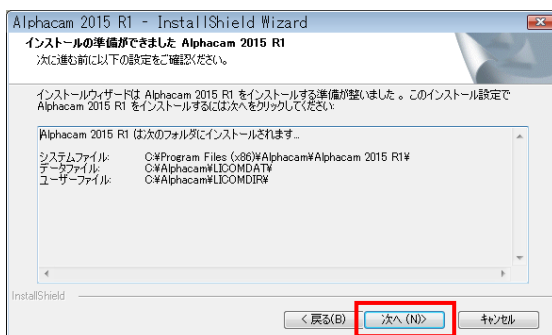 Alphacam 2015 R1 - InstallShield Wizard
インストールの準備ができました Alphacam 2015 R1
次に進む前に以下の設定をご確認ください。
インストールウィザードは Alphacam 2015 R1 をインストールする準備が整いました 。このインストール設定で
Alphacam 2015 R1 をインストールするには次へをクリックしてください:
Alphacam 2015 R1 は次のフォルダにインストールされます...
システムファイル: C:¥Program Files (x86)¥Alphacam¥Alphacam 2015 R1¥
データファイル: C:¥Alphacam¥LICOMDAT¥
ユーザーファイル: C:¥Alphacam¥LICOMDIR¥
InstallShield
< 戻る(B) 次へ (N)> キャンセル